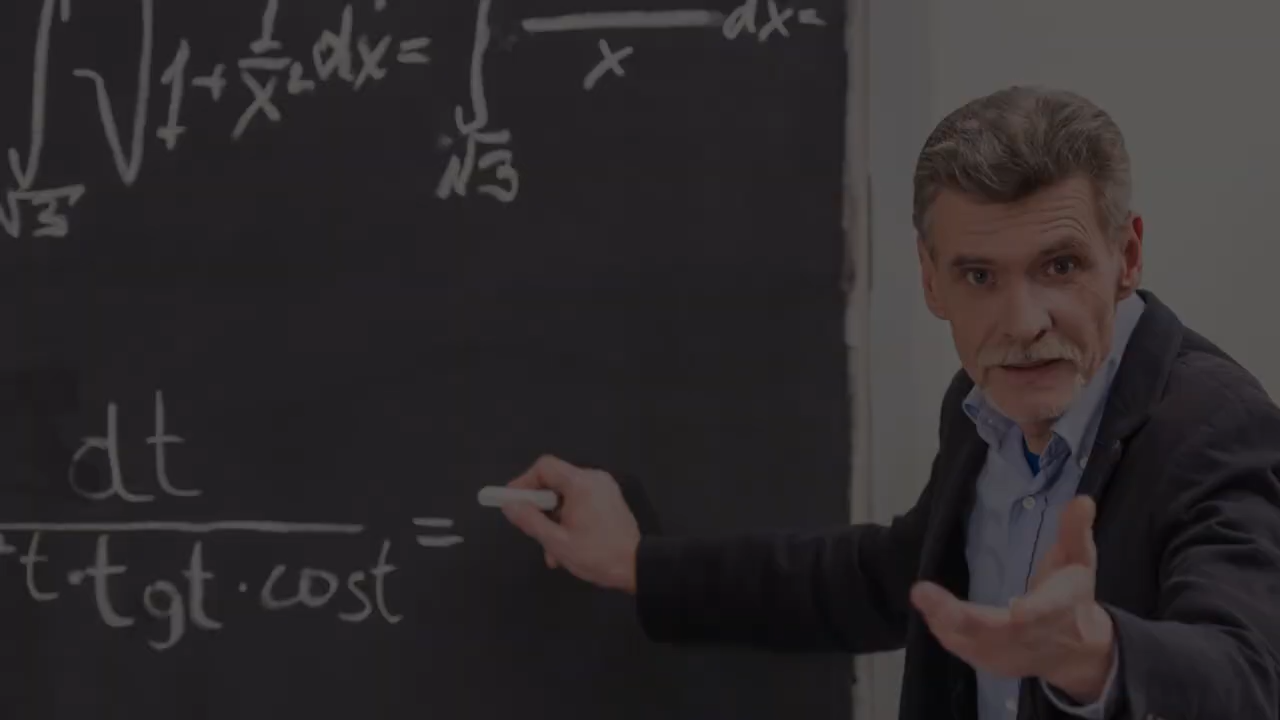 ∫√3 √1+1/x² dx = ∫√3 —/x dx =
dt
t · tgt · cost =